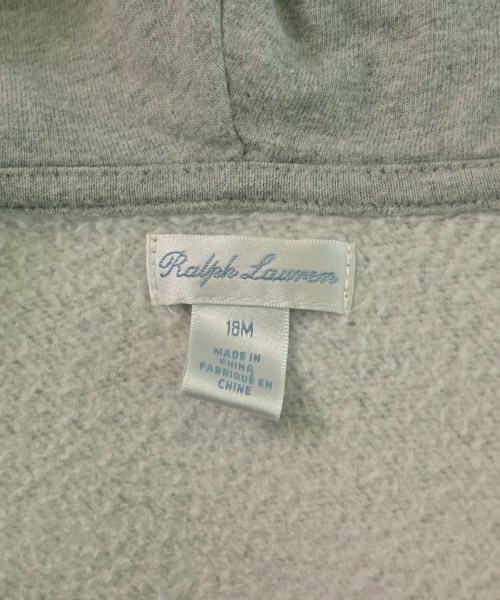 Ralph Lauren
18M
MADE IN
CHINA
FABRIQUÉ EN
CHINE